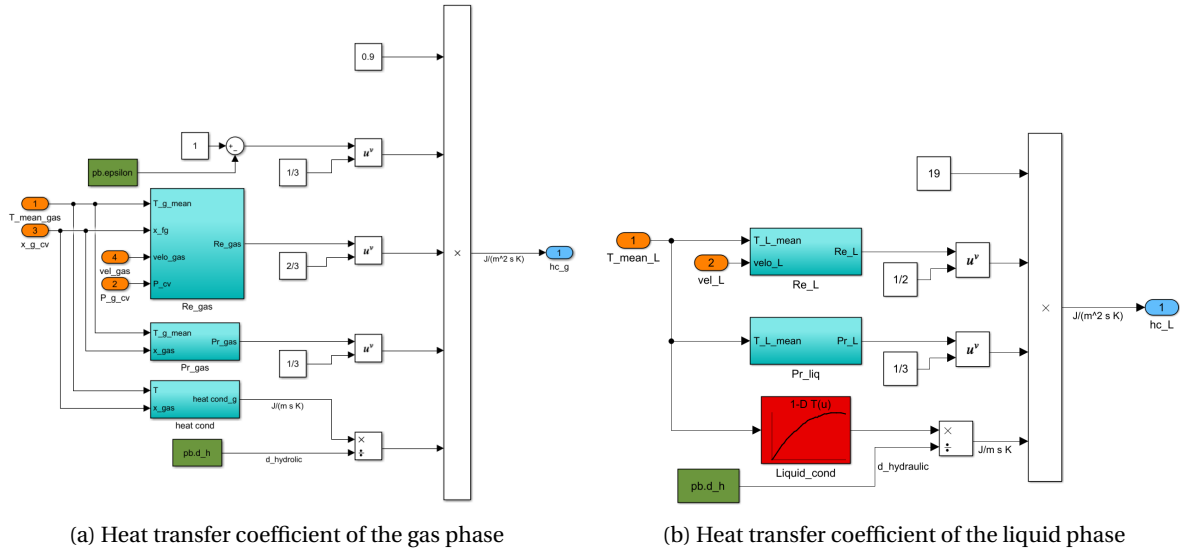 0.9
1
+
−
pb.epsilon
1/3
u^v
1
T_mean_gas
3
x_g_cv
T_g_mean
x_fg
velo_gas
P_cv
Re_gas
Re_gas
4
vel_gas
2
P_g_cv
2/3
u^v
T_g_mean
x_gas
Pr_gas
Pr_gas
1/3
u^v
T
x_gas
heat cond_g
heat cond
J/(m s K)
pb.d_h
d_hydrolic
×
÷
×
J/(m^2 s K)
1
hc_g
(a) Heat transfer coefficient of the gas phase
19
1
T_mean_L
2
vel_L
T_L_mean
velo_L
Re_L
Re_L
1/2
u^v
T_L_mean
Pr_L
Pr_liq
1/3
u^v
1-D T(u)
Liquid_cond
pb.d_h
d_hydraulic
×
÷
J/m s K
×
J/(m^2 s K)
1
hc_L
(b) Heat transfer coefficient of the liquid phase